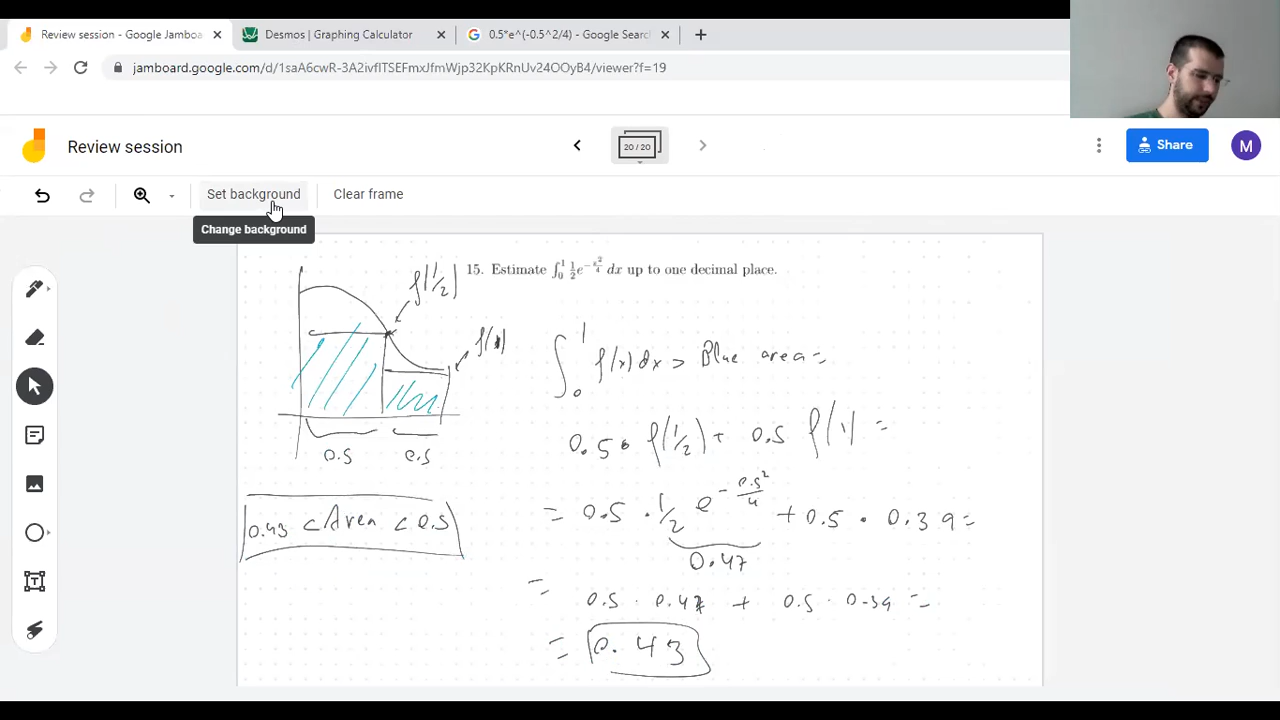 Review session - Google Jamboa
Desmos | Graphing Calculator
0.5*e^(-0.5^2/4) - Google Searc
jamboard.google.com/d/1saA6cwR-3A2ivflTSEFmxJfmWjp32KpKRnUv24OOyB4/viewer?f=19
Review session
20 / 20
Share
M
Set background
Clear frame
Change background
15. Estimate ∫₀¹ ½e^{-x²/4} dx up to one decimal place.
f(1/2)
f(1)
∫₀¹ f(x)dx > Blue area =
0.5 • f(1/2) + 0.5 f(1) =
0.5 0.5
= 0.5 · 1/2 e^{-0.5²/4} + 0.5 · 0.39 =
0.43 < Area < 0.5
0.47
= 0.5 · 0.47 + 0.5 · 0.39 =
= 0.43